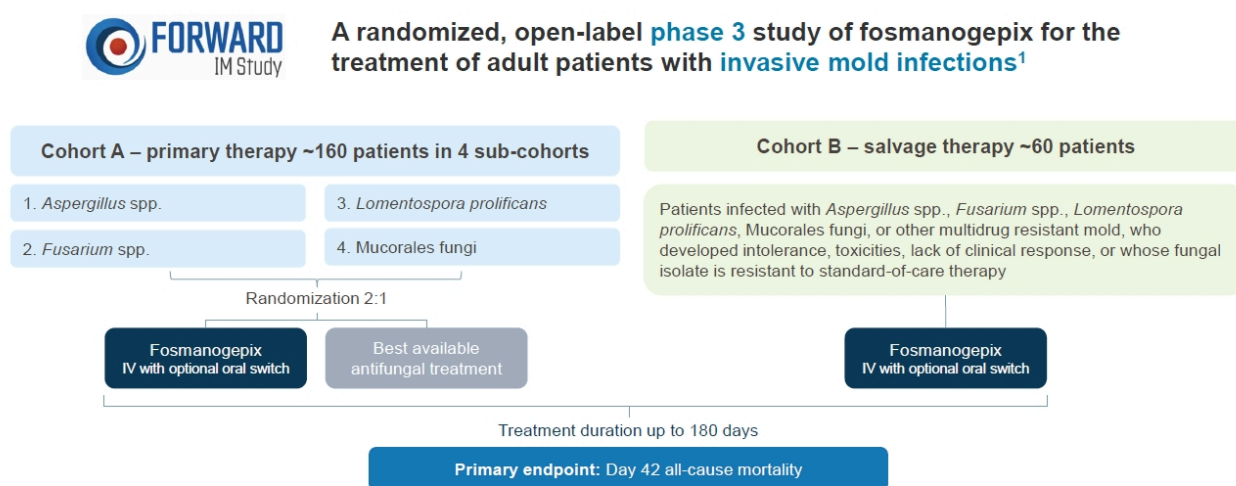 FORWARD
IM Study
A randomized, open-label phase 3 study of fosmanogepix for the
treatment of adult patients with invasive mold infections¹
Cohort A – primary therapy ~160 patients in 4 sub-cohorts
1. Aspergillus spp.
3. Lomentospora prolificans
2. Fusarium spp.
4. Mucorales fungi
Randomization 2:1
Fosmanogepix
IV with optional oral switch
Best available
antifungal treatment
Cohort B – salvage therapy ~60 patients
Patients infected with Aspergillus spp., Fusarium spp., Lomentospora
prolificans, Mucorales fungi, or other multidrug resistant mold, who
developed intolerance, toxicities, lack of clinical response, or whose fungal
isolate is resistant to standard-of-care therapy
Fosmanogepix
IV with optional oral switch
Treatment duration up to 180 days
Primary endpoint: Day 42 all-cause mortality